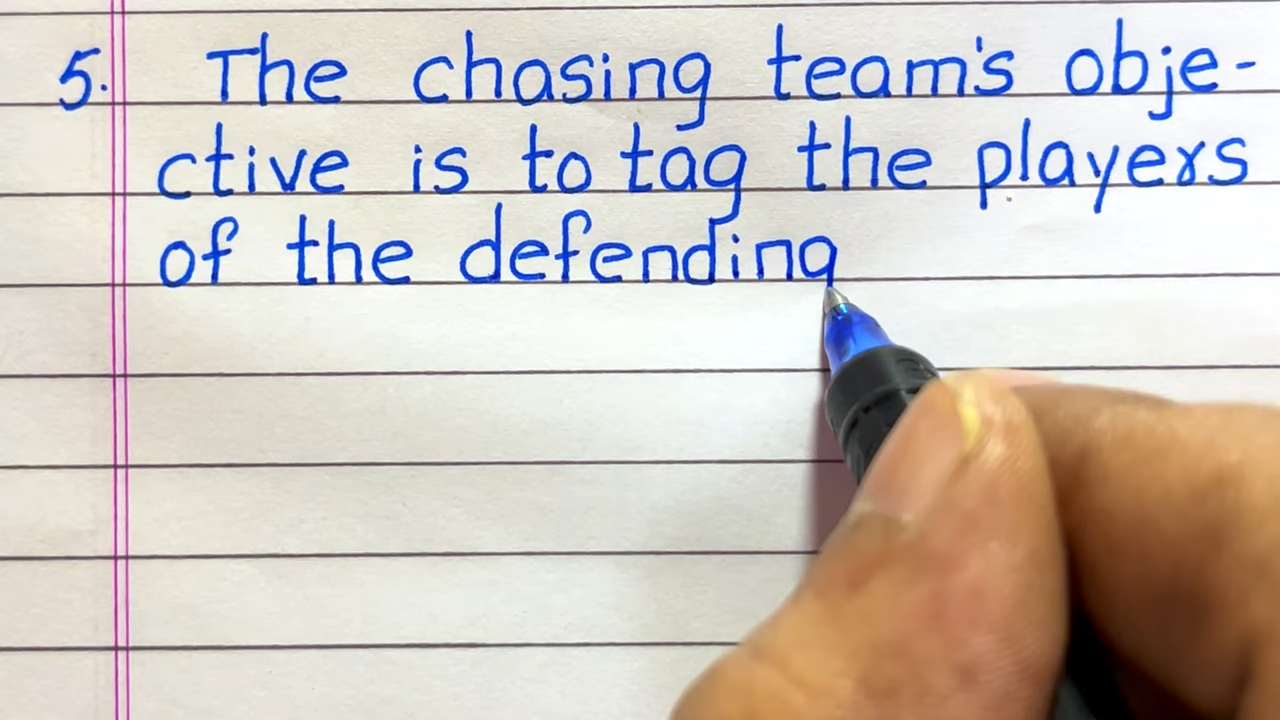 5. The chasing team's obje-
ctive is to tag the players
of the defending